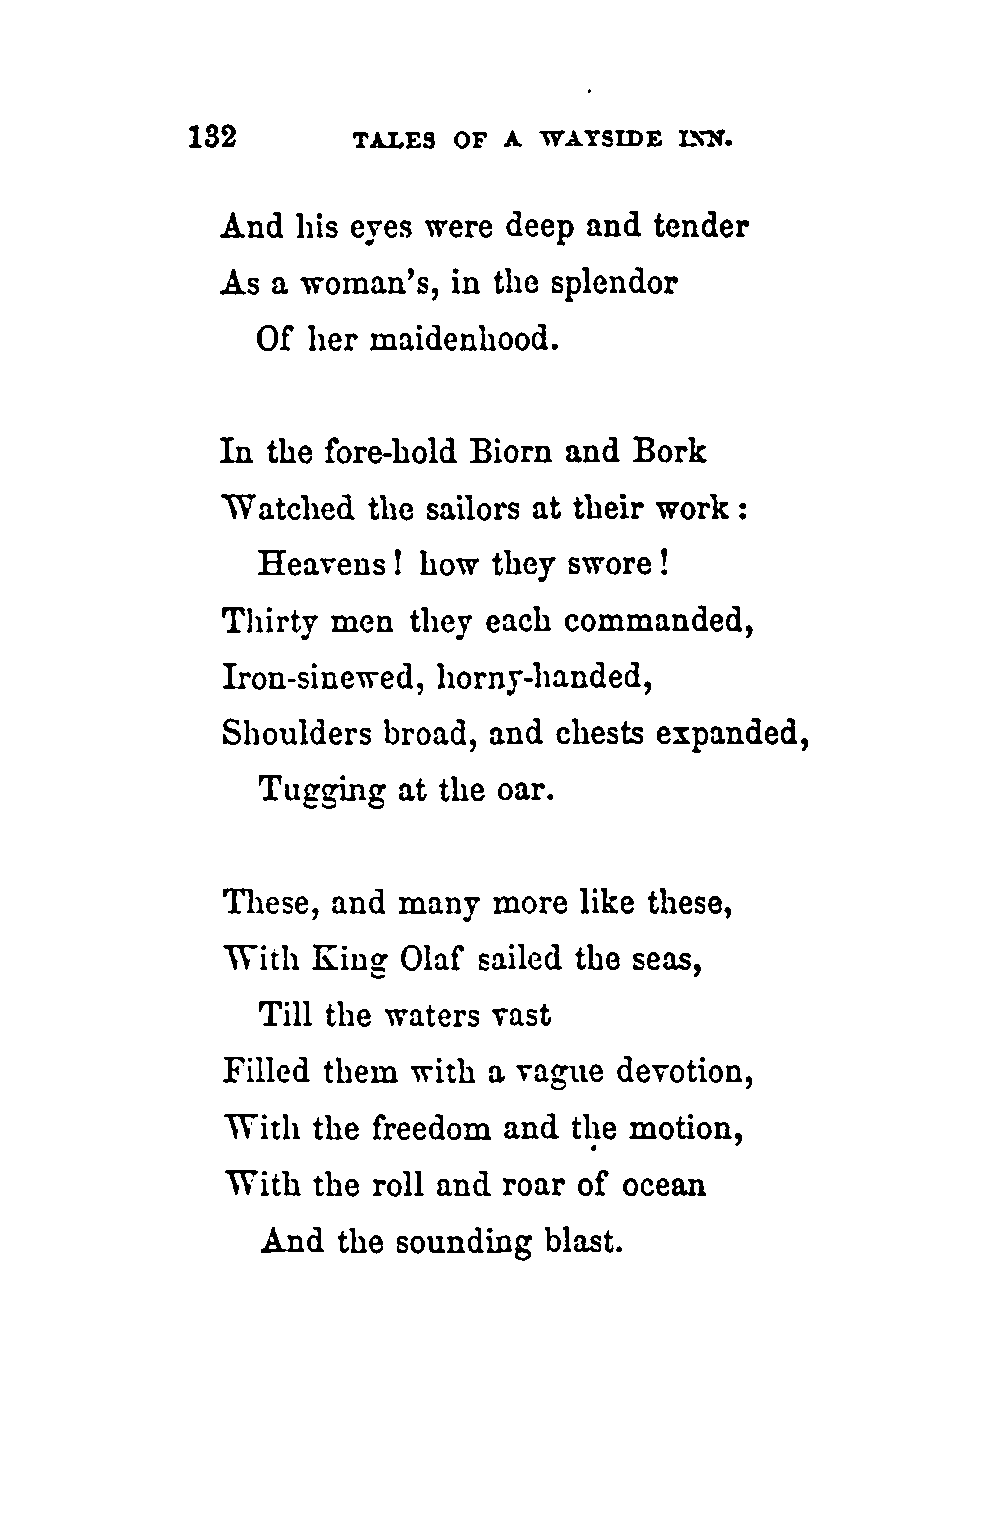 132 TALES OF A WAYSIDE INN.
And his eyes were deep and tender
As a woman's, in the splendor
Of her maidenhood.
In the fore-hold Biorn and Bork
Watched the sailors at their work :
Heavens ! how they swore !
Thirty men they each commanded,
Iron-sinewed, horny-handed,
Shoulders broad, and chests expanded,
Tugging at the oar.
These, and many more like these,
With King Olaf sailed the seas,
Till the waters vast
Filled them with a vague devotion,
With the freedom and the motion,
With the roll and roar of ocean
And the sounding blast.